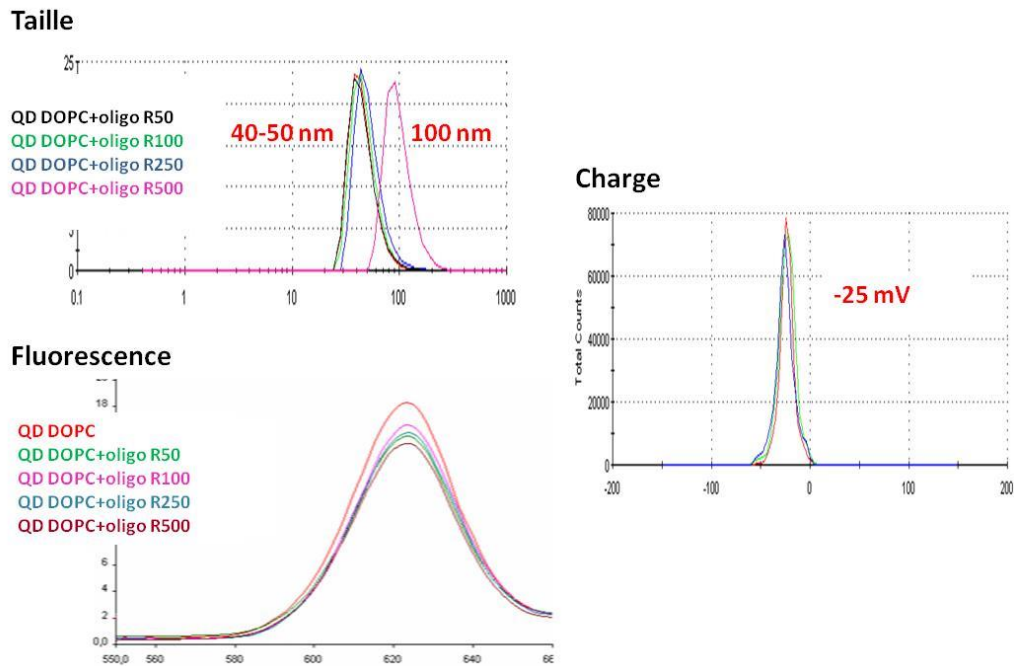 Taille
25
QD DOPC+oligo R50
QD DOPC+oligo R100
QD DOPC+oligo R250
QD DOPC+oligo R500
40-50 nm
100 nm
0
0.1 1 10 100 1000
Charge
80000
60000
40000
20000
0
Total Counts
-25 mV
-200 -100 0 100 200
Fluorescence
18
QD DOPC
QD DOPC+oligo R50
QD DOPC+oligo R100
QD DOPC+oligo R250
QD DOPC+oligo R500
6
4
2
0,0
550,0 560 580 600 620 640